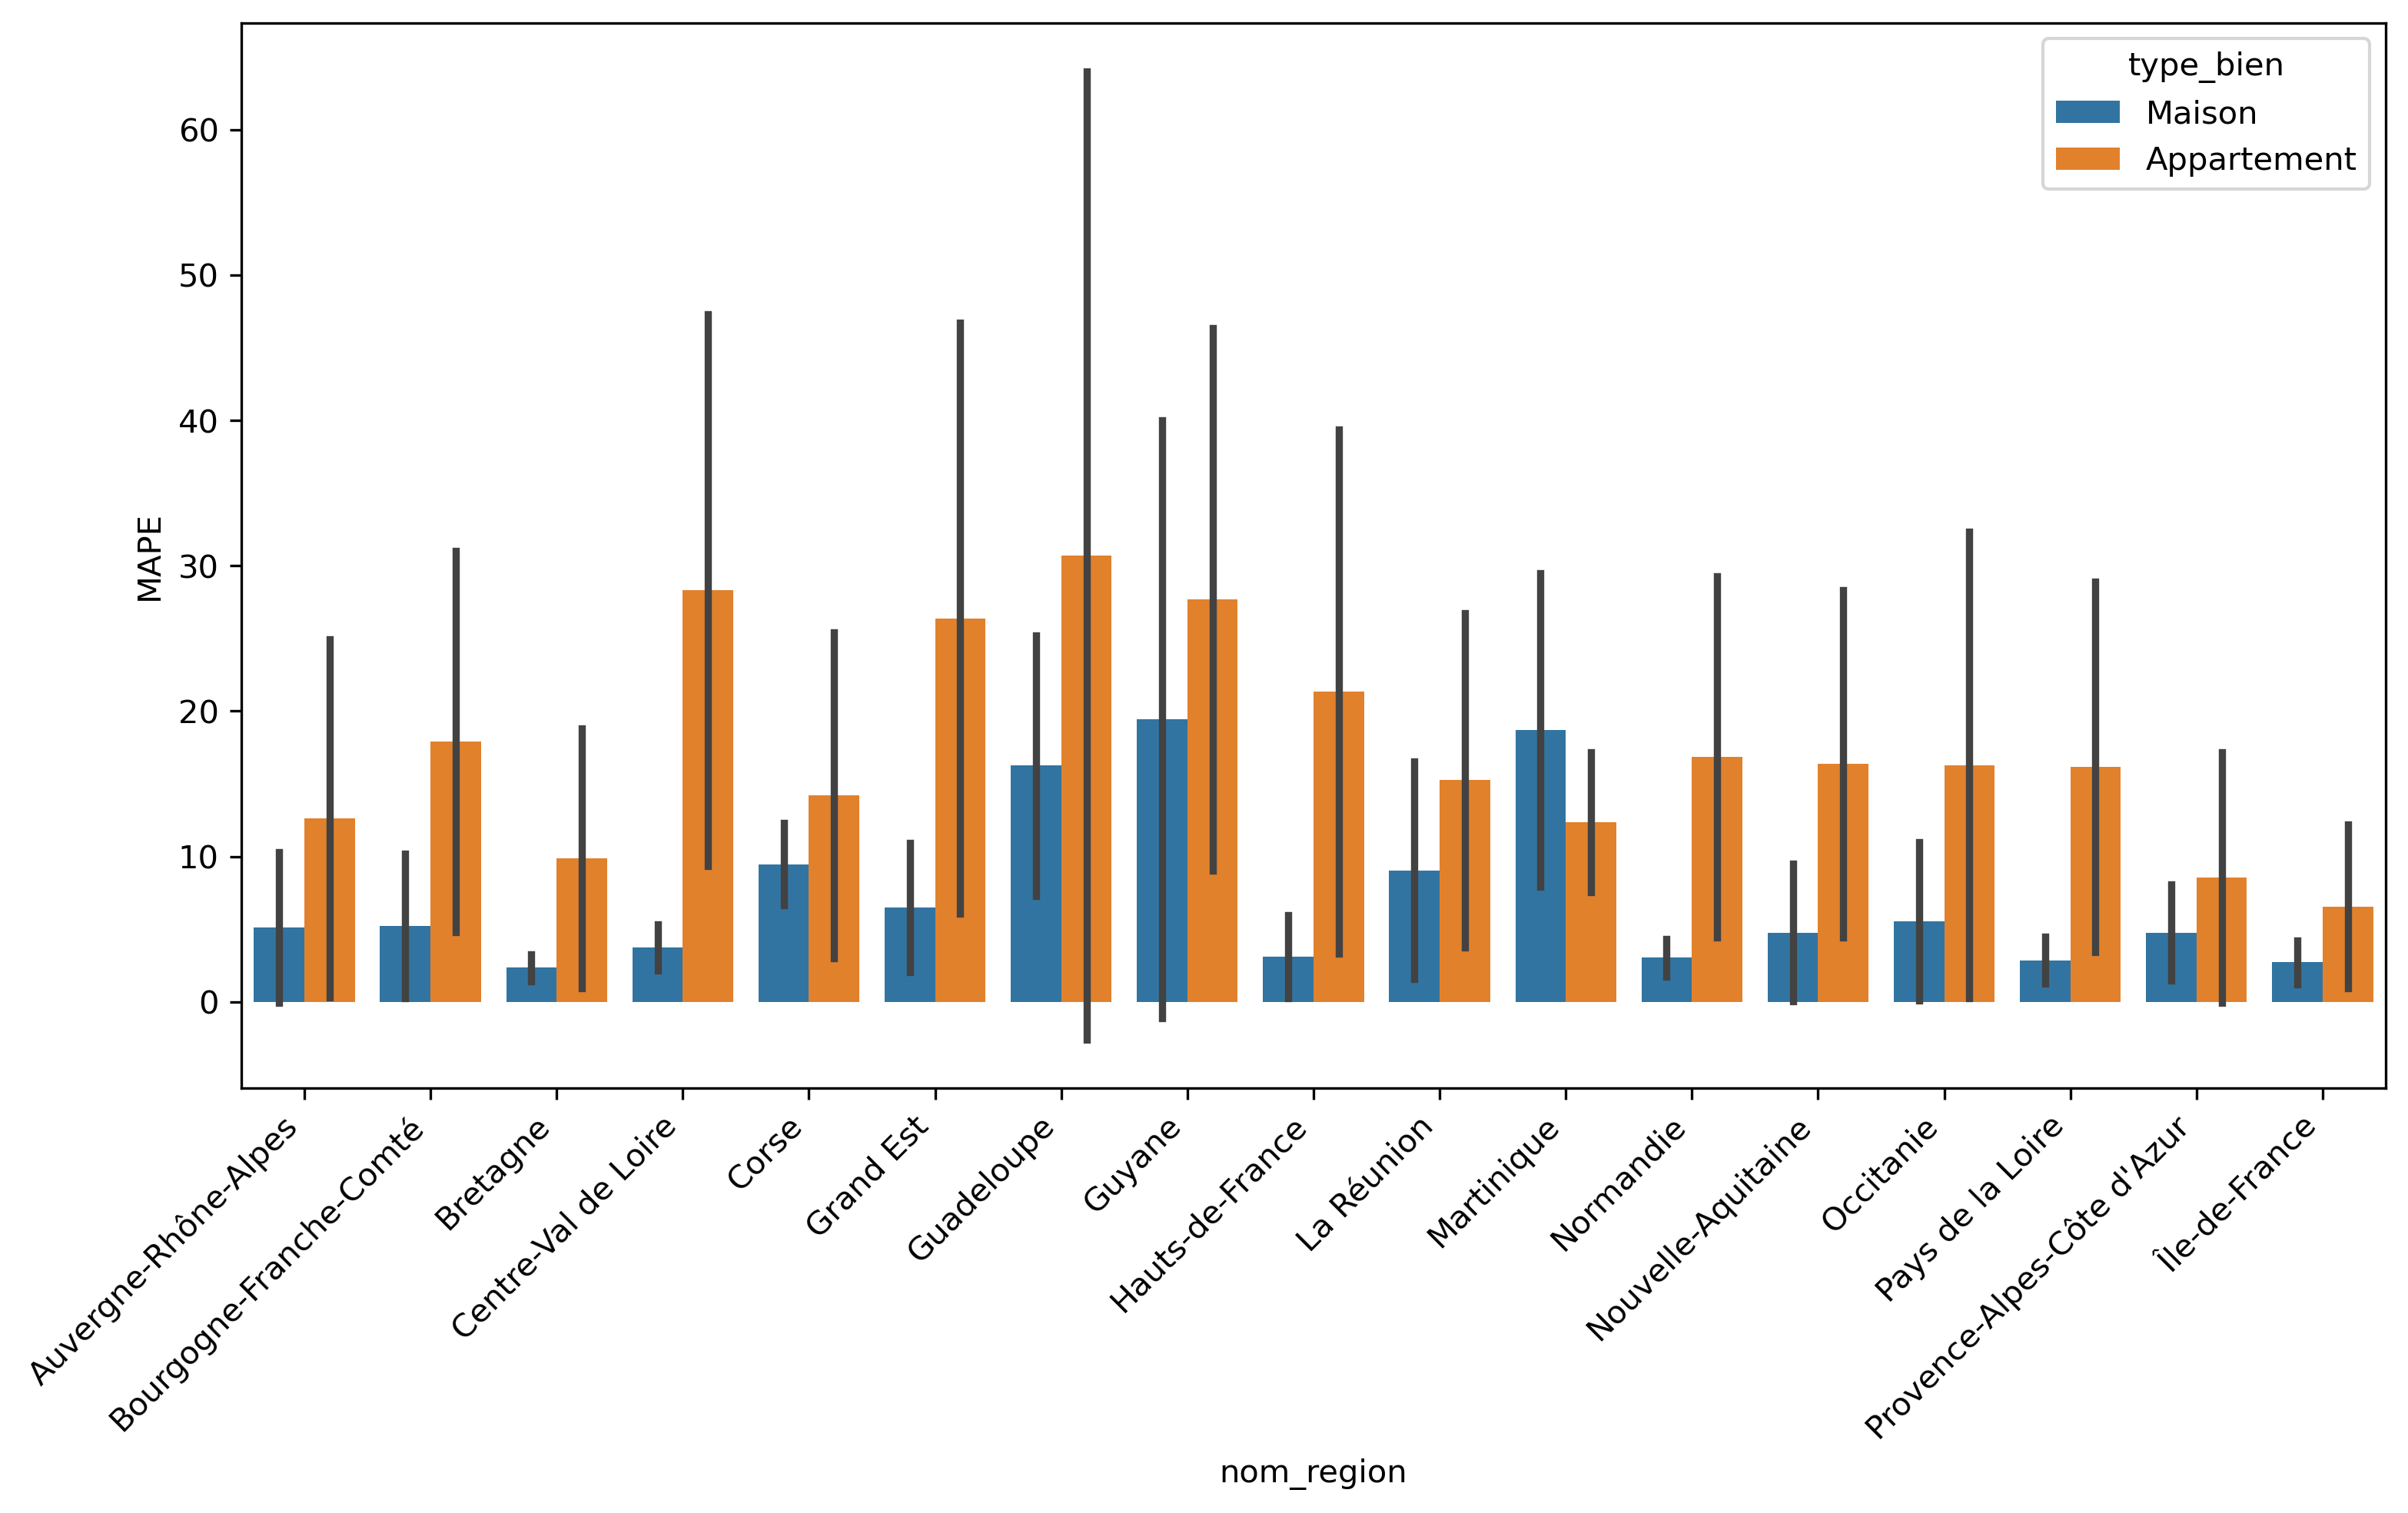 type_bien
Maison
Appartement
MAPE
60
50
40
30
20
10
0
Auvergne-Rhône-Alpes
Bourgogne-Franche-Comté
Bretagne
Centre-Val de Loire
Corse
Grand Est
Guadeloupe
Guyane
Hauts-de-France
La Réunion
Martinique
Normandie
Nouvelle-Aquitaine
Occitanie
Pays de la Loire
Provence-Alpes-Côte d'Azur
Île-de-France
nom_region